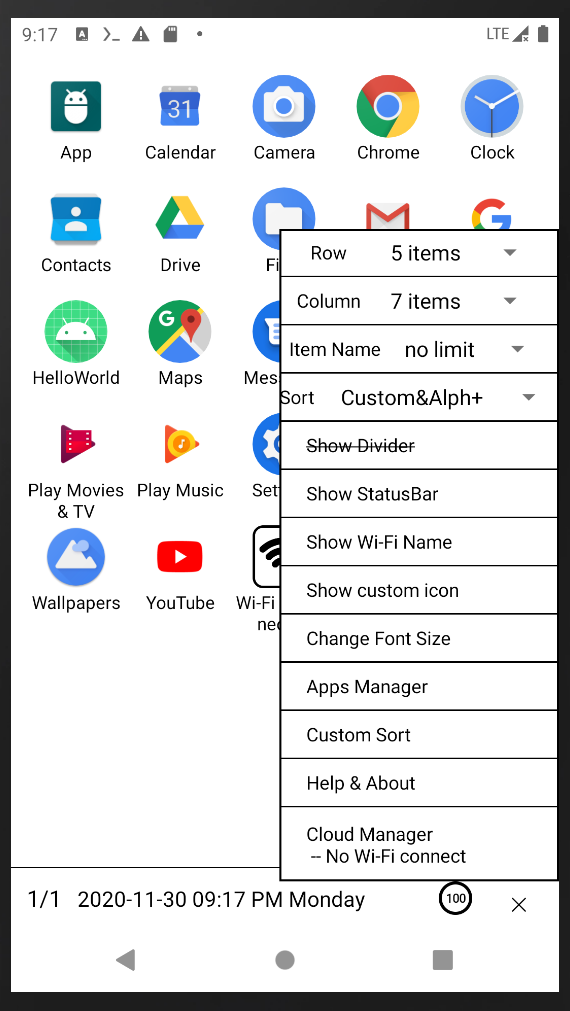 9:17 LTE
31
App Calendar Camera Chrome Clock
Contacts Drive Fi
Row 5 items
Column 7 items
Item Name no limit
HelloWorld Maps Mes
Sort Custom&Alph+
Show Divider
Play Movies Play Music Set
& TV
Show StatusBar
Show Wi-Fi Name
Show custom icon
Wallpapers YouTube Wi-Fi
nec
Change Font Size
Apps Manager
Custom Sort
Help & About
Cloud Manager
-- No Wi-Fi connect
1/1 2020-11-30 09:17 PM Monday 100